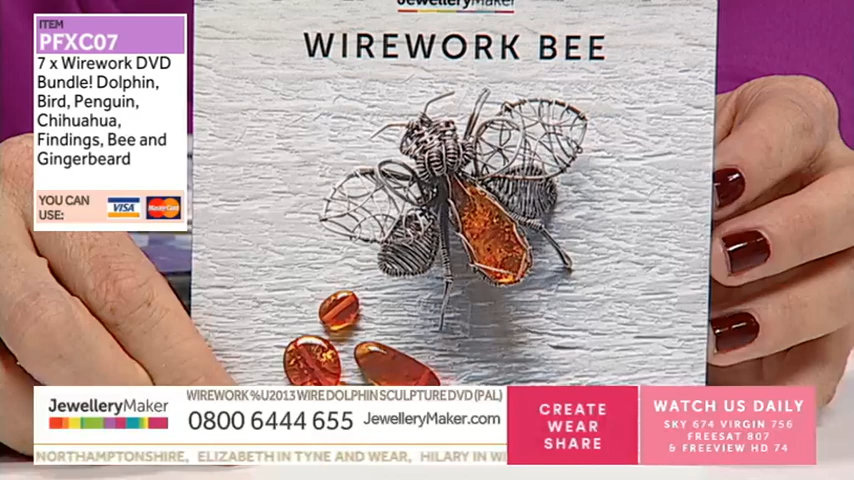 ITEM
PFXC07
7 x Wirework DVD
Bundle! Dolphin,
Bird, Penguin,
Chihuahua,
Findings, Bee and
Gingerbeard
YOU CAN
USE:
VISA
MasterCard
JewelleryMaker
WIREWORK BEE
JewelleryMaker
WIREWORK %U2013 WIRE DOLPHIN SCULPTURE DVD (PAL)
0800 6444 655 JewelleryMaker.com
CREATE
WEAR
SHARE
WATCH US DAILY
SKY 674 VIRGIN 756
FREESAT 807
& FREEVIEW HD 74
NORTHAMPTONSHIRE, ELIZABETH IN TYNE AND WEAR, HILARY IN WI